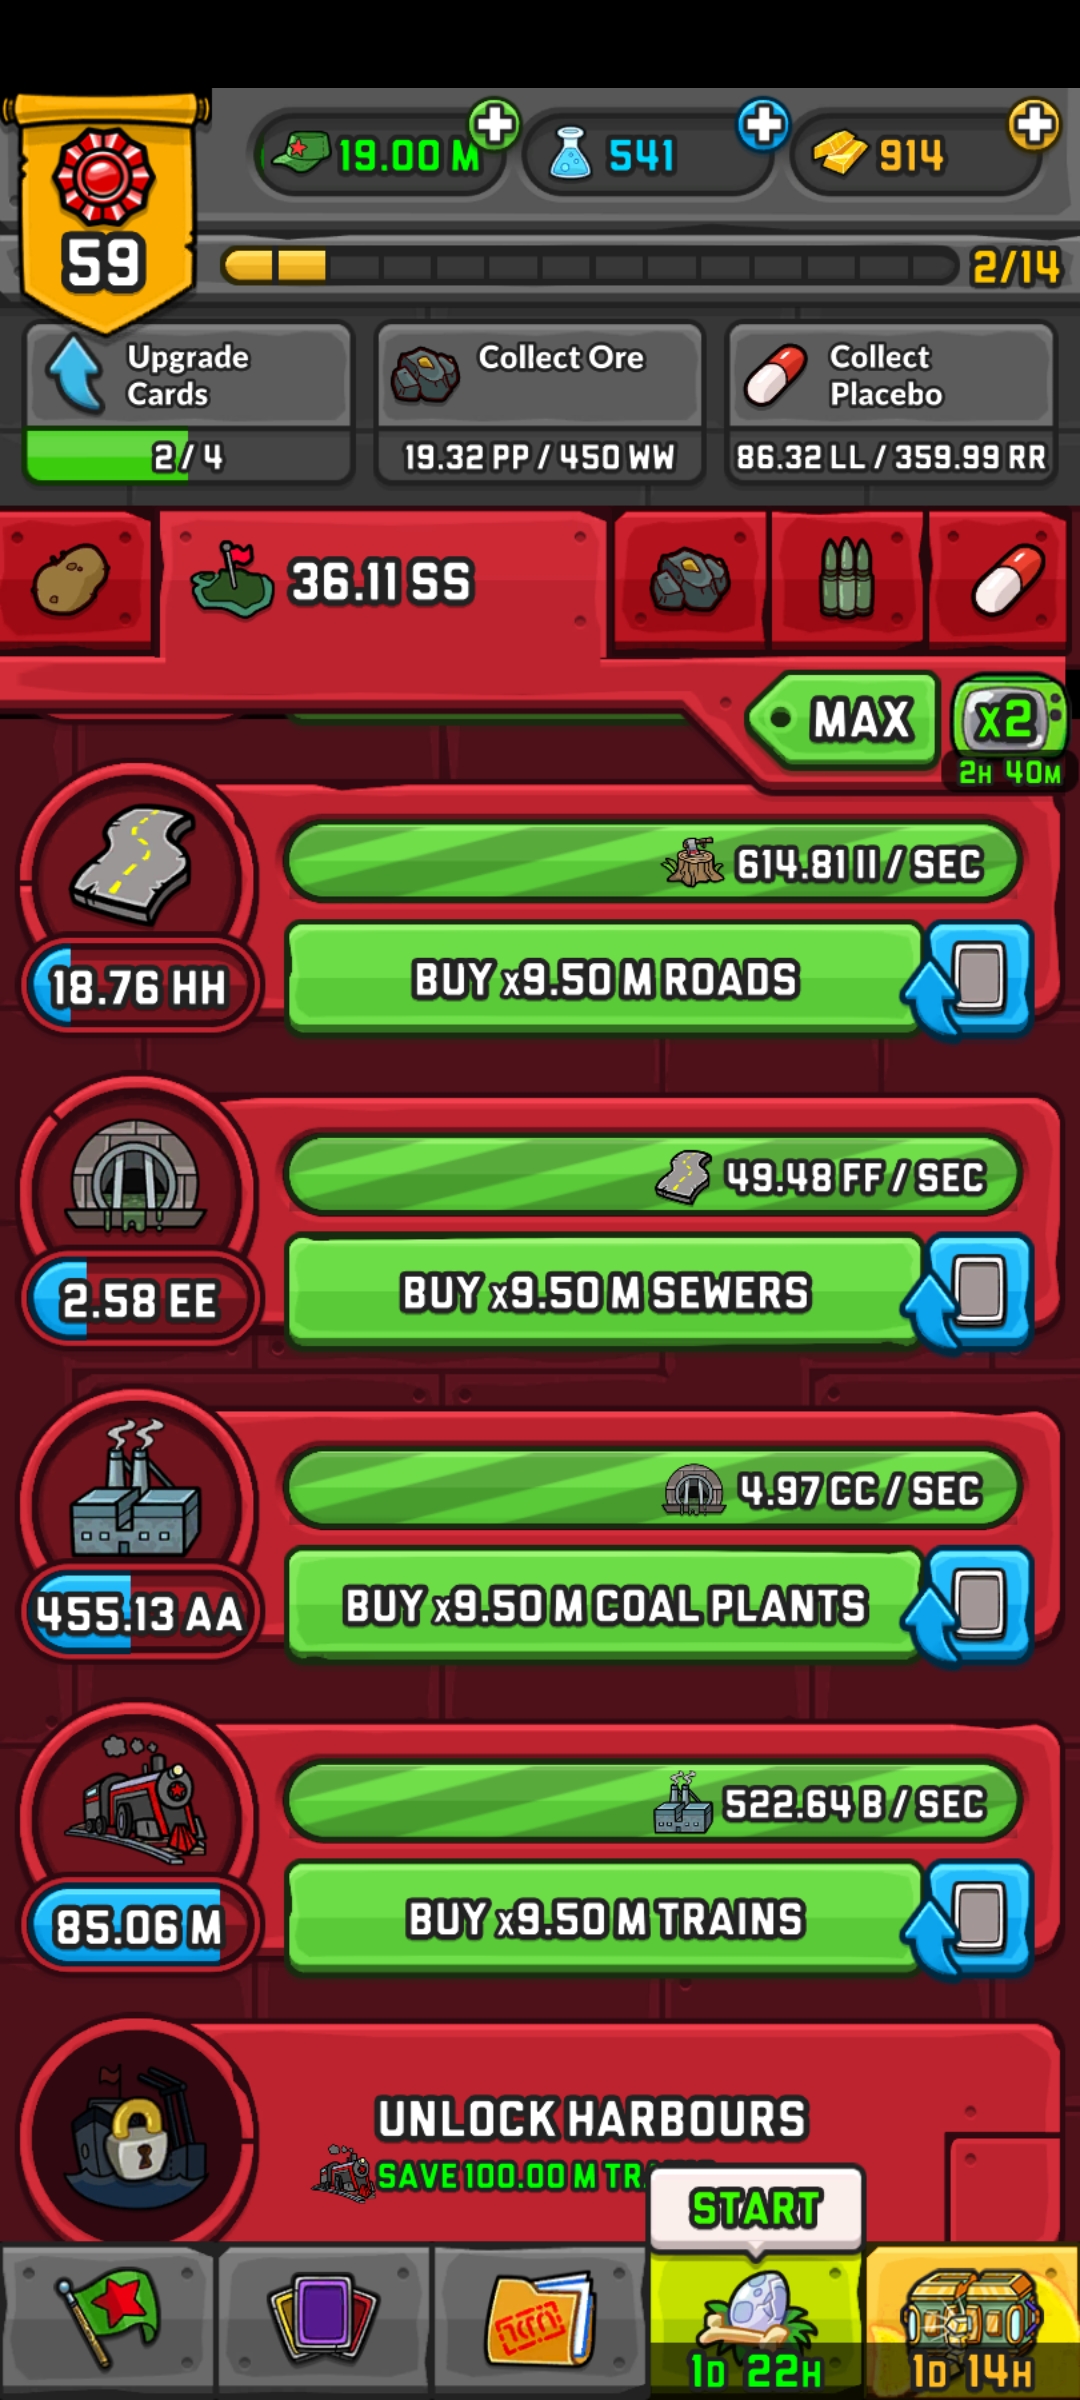 19.00 M
541
914
59
2/14
Upgrade
Cards
2/4
Collect Ore
19.32 PP / 450 WW
Collect
Placebo
86.32 LL / 359.99 RR
36.11 SS
MAX
x2
2H 40M
614.81 II / SEC
18.76 HH
BUY x9.50 M ROADS
49.48 FF / SEC
2.58 EE
BUY x9.50 M SEWERS
4.97 CC / SEC
455.13 AA
BUY x9.50 M COAL PLANTS
522.64 B / SEC
85.06 M
BUY x9.50 M TRAINS
UNLOCK HARBOURS
SAVE 100.00 M
START
1D 22H
1D 14H